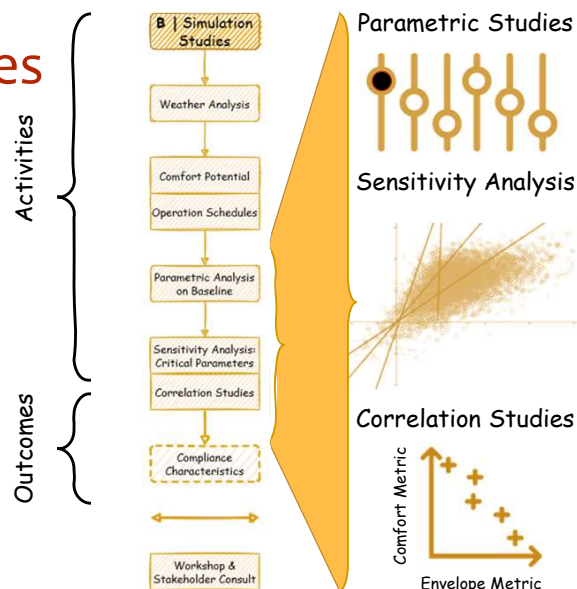 es
Activities
Outcomes
B | Simulation
Studies
Weather Analysis
Comfort Potential
Operation Schedules
Parametric Analysis
on Baseline
Sensitivity Analysis:
Critical Parameters
Correlation Studies
Compliance
Characteristics
Workshop &
Stakeholder Consult
Parametric Studies
Sensitivity Analysis
Correlation Studies
Comfort Metric
Envelope Metric